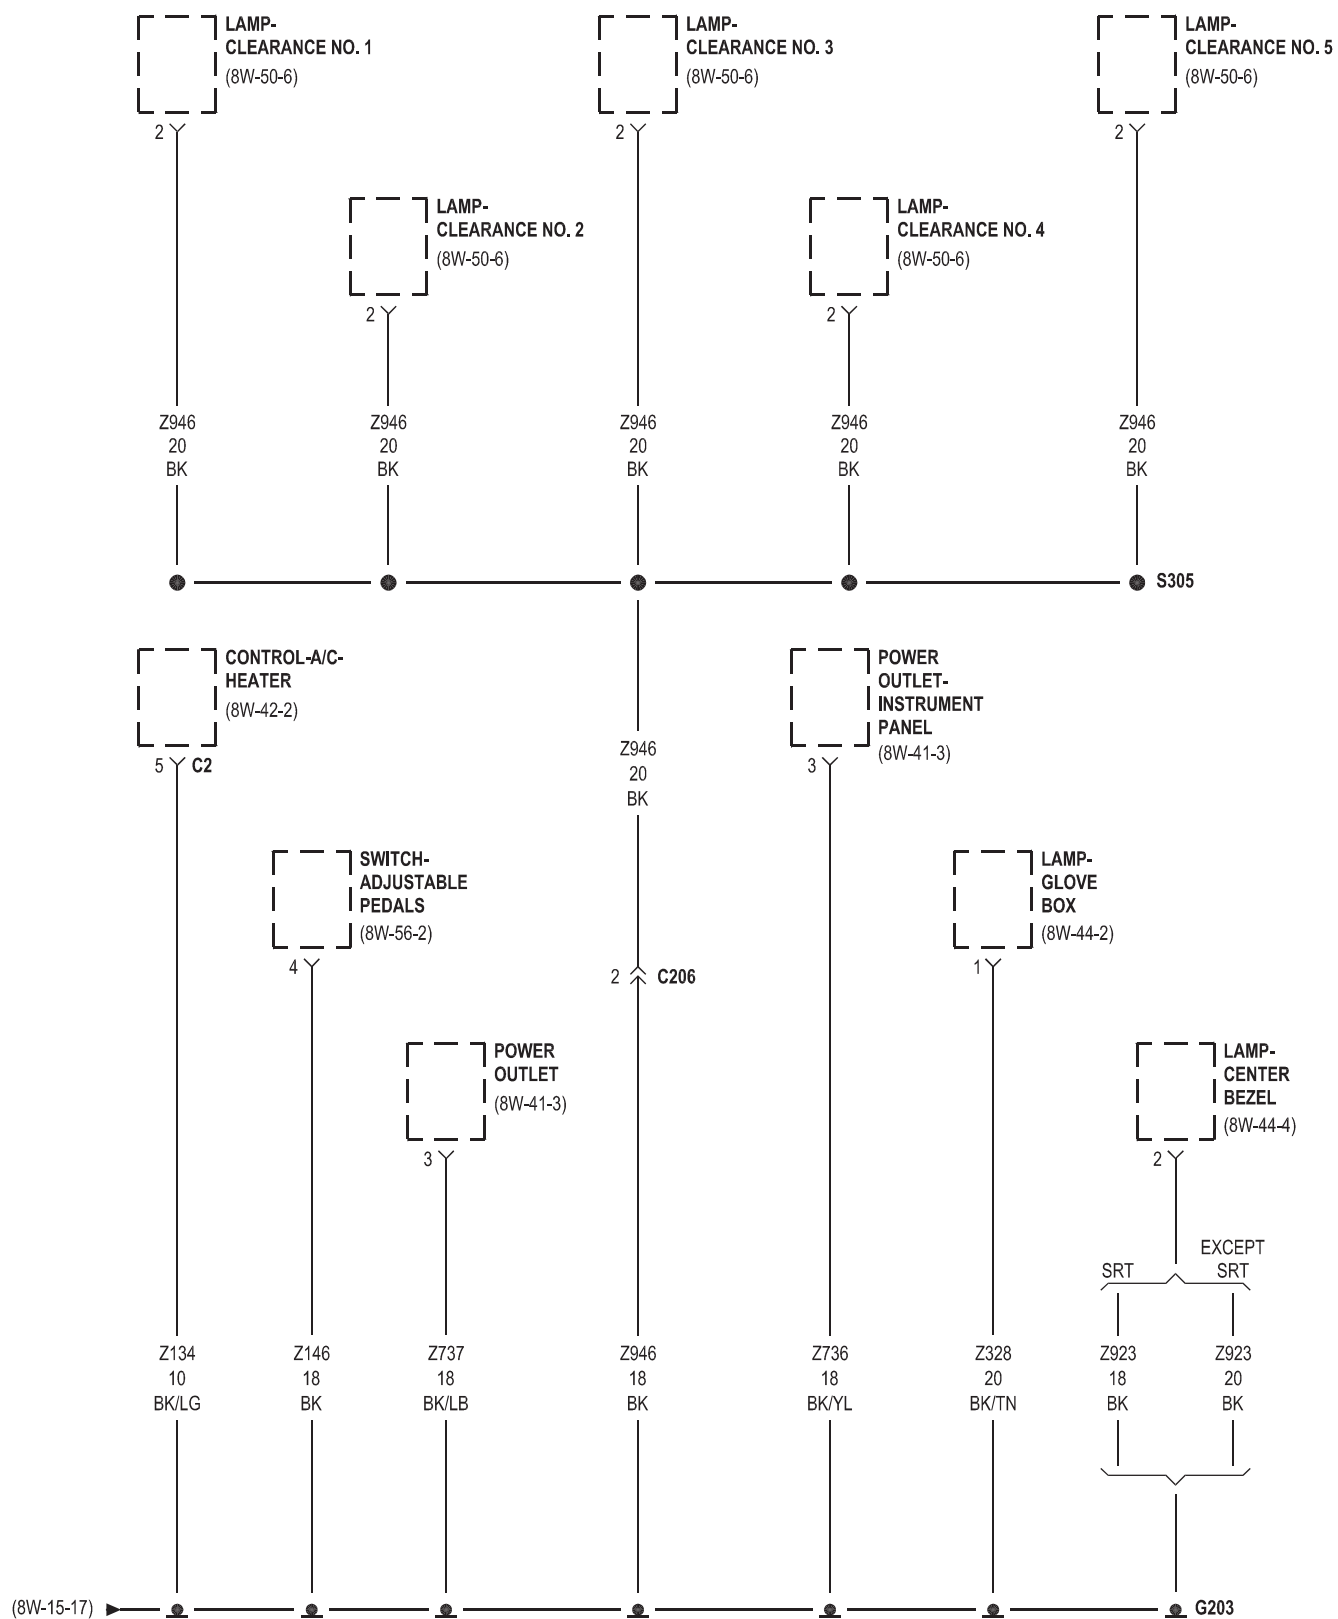 LAMP-
CLEARANCE NO. 1
(8W-50-6)
2
LAMP-
CLEARANCE NO. 3
(8W-50-6)
2
LAMP-
CLEARANCE NO. 5
(8W-50-6)
2
LAMP-
CLEARANCE NO. 2
(8W-50-6)
2
LAMP-
CLEARANCE NO. 4
(8W-50-6)
2
Z946
20
BK
Z946
20
BK
Z946
20
BK
Z946
20
BK
Z946
20
BK
S305
CONTROL-A/C-
HEATER
(8W-42-2)
5 C2
Z946
20
BK
POWER
OUTLET-
INSTRUMENT
PANEL
(8W-41-3)
3
SWITCH-
ADJUSTABLE
PEDALS
(8W-56-2)
4
2 C206
LAMP-
GLOVE
BOX
(8W-44-2)
1
POWER
OUTLET
(8W-41-3)
3
LAMP-
CENTER
BEZEL
(8W-44-4)
2
SRT
EXCEPT
SRT
Z134
10
BK/LG
Z146
18
BK
Z737
18
BK/LB
Z946
18
BK
Z736
18
BK/YL
Z328
20
BK/TN
Z923
18
BK
Z923
20
BK
(8W-15-17)
G203